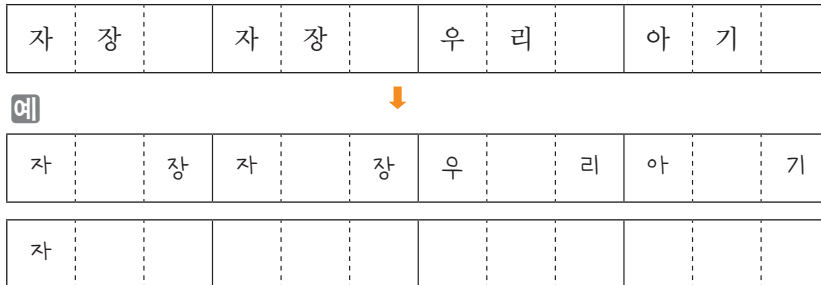 자 장 자 장 우 리 아 기
예
자 장 자 장 우 리 아 기
자